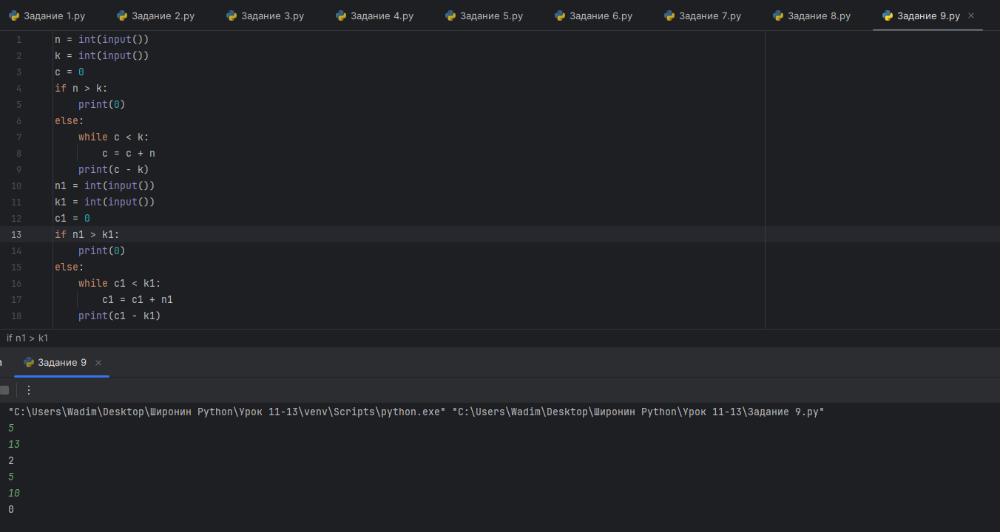 Задание 1.py Задание 2.py Задание 3.py Задание 4.py Задание 5.py Задание 6.py Задание 7.py Задание 8.py Задание 9.py ×
1 n = int(input())
2 k = int(input())
3 c = 0
4 if n > k:
5     print(0)
6 else:
7     while c < k:
8         c = c + n
9     print(c - k)
10 n1 = int(input())
11 k1 = int(input())
12 c1 = 0
13 if n1 > k1:
14     print(0)
15 else:
16     while c1 < k1:
17         c1 = c1 + n1
18     print(c1 - k1)
if n1 > k1
Задание 9 ×
"C:\Users\Wadim\Desktop\Широнин Python\Урок 11-13\venv\Scripts\python.exe" "C:\Users\Wadim\Desktop\Широнин Python\Урок 11-13\Задание 9.py"
5
13
2
5
10
0